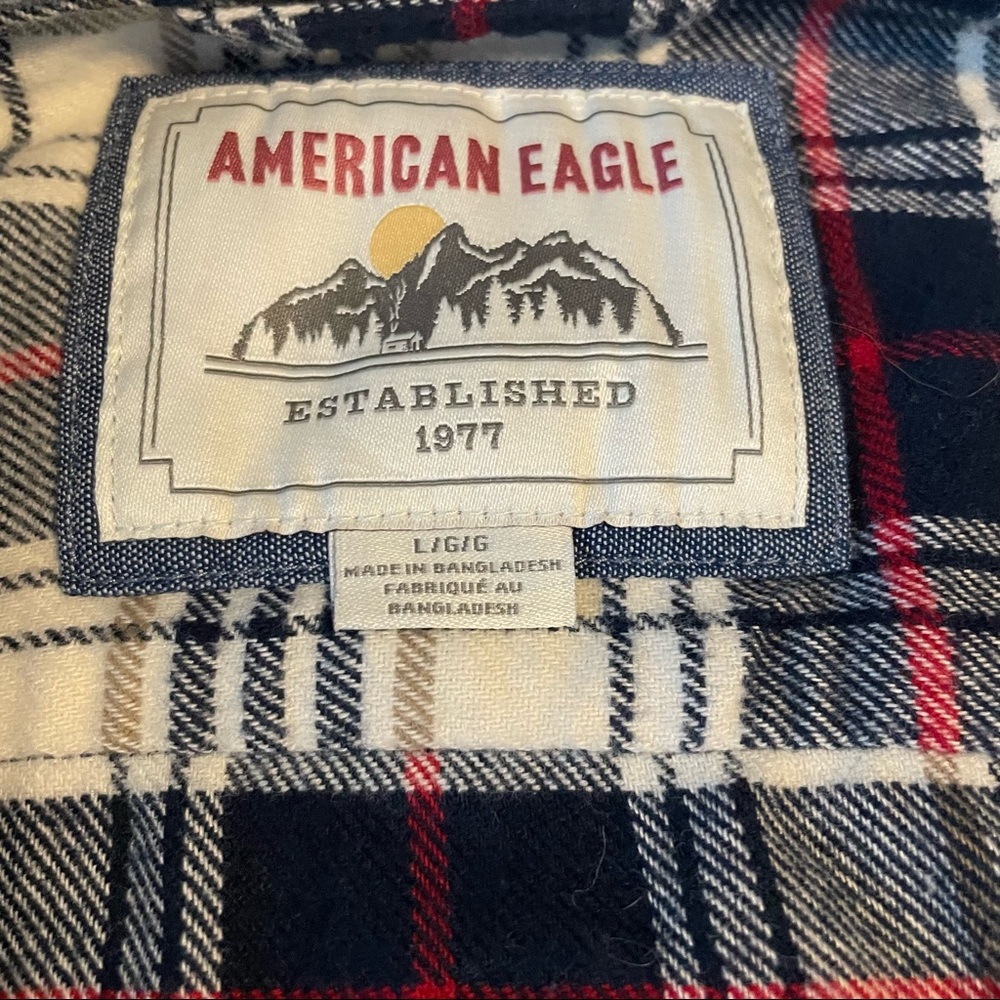 AMERICAN EAGLE
ESTABLISHED
1977
L/G/G
MADE IN BANGLADESH
FABRIQUÉ AU
BANGLADESH